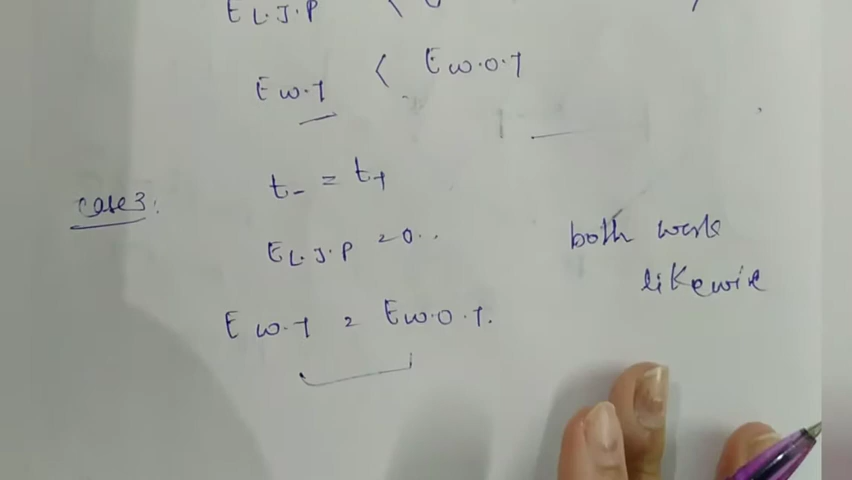 E L.J.P <
E w.T < E w.o.T
case 3: t- = t+
E L.J.P = 0..
both work
likewise
E w.T = E w.o.T.